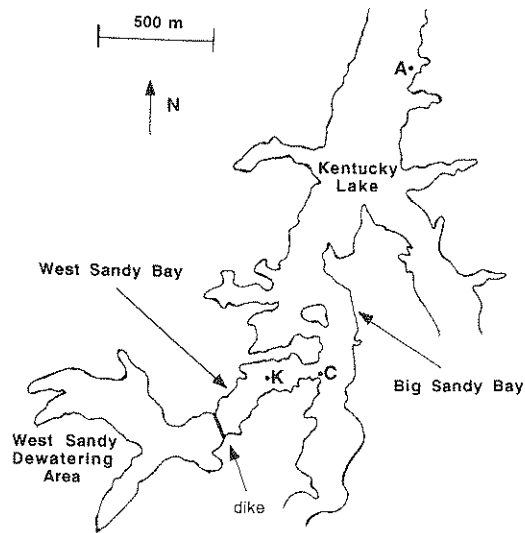 500 m
A
N
Kentucky
Lake
West Sandy Bay
K
C
Big Sandy Bay
West Sandy
Dewatering
Area
dike